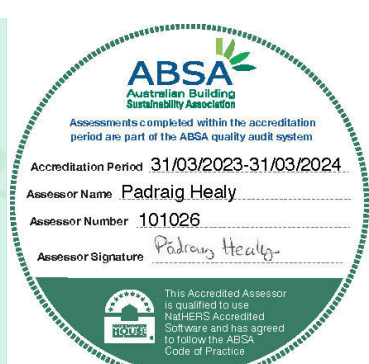 ABSA
Australian Building
Sustainability Association
Assessments completed within the accreditation
period are part of the ABSA quality audit system
Accreditation Period 31/03/2023-31/03/2024
Assessor Name Padraig Healy
Assessor Number 101026
Assessor Signature Padraig Healy
This Accredited Assessor
is qualified to use
NatHERS Accredited
Software and has agreed
to follow the ABSA
Code of Practice
HOUSE